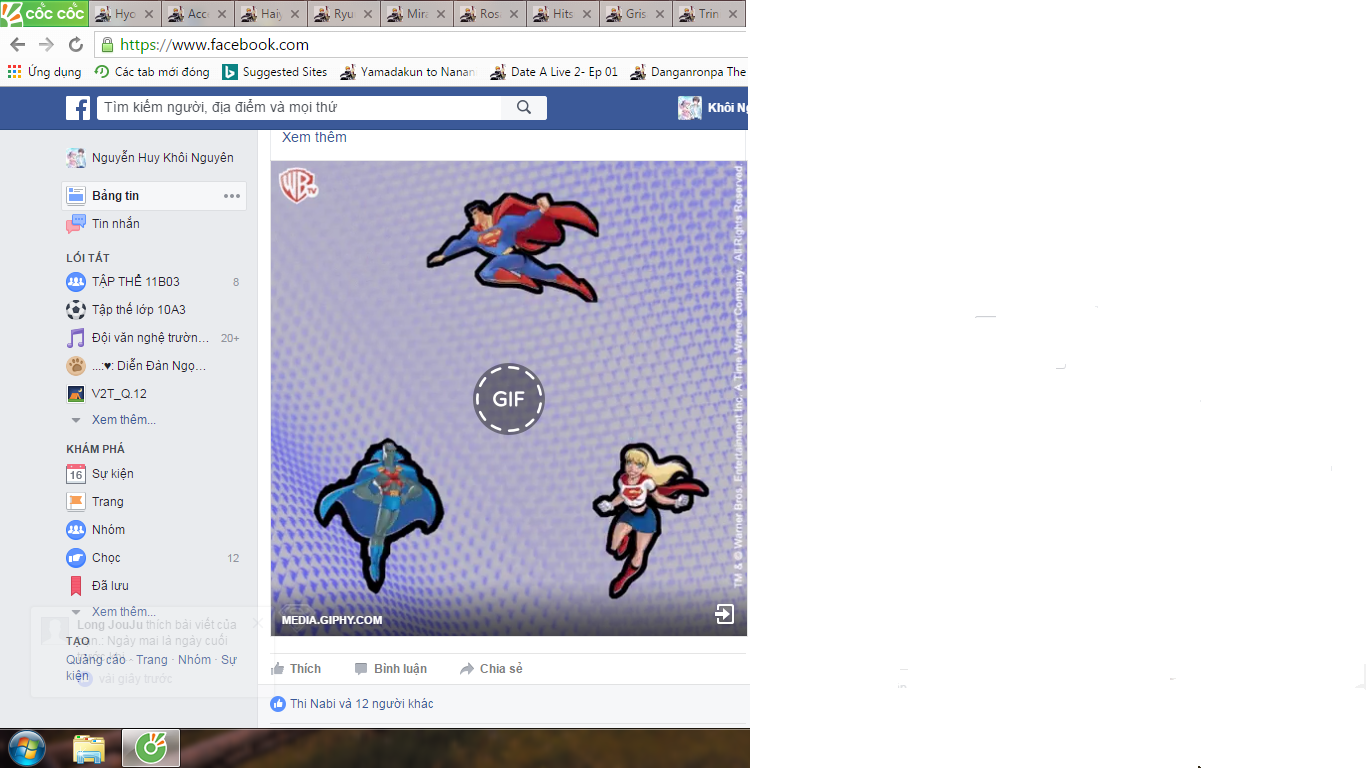 cốc cốc
Hyo
Acc
Haiy
Ryu
Mira
Rosa
Hits
Gris
Trin
https://www.facebook.com
Ứng dụng
Các tab mới đóng
Suggested Sites
Yamadakun to Nanan
Date A Live 2- Ep 01
Danganronpa The
Tìm kiếm người, địa điểm và mọi thứ
Khôi Ng
Nguyễn Huy Khôi Nguyên
Bảng tin
Tin nhắn
LỐI TẮT
TẬP THỂ 11B03 8
Tập thể lớp 10A3
Đội văn nghệ trườn... 20+
...:♥: Diễn Đàn Ngọ...
V2T_Q.12
Xem thêm...
KHÁM PHÁ
16 Sự kiện
Trang
Nhóm
Chọc 12
Đã lưu
Xem thêm...
Long JouJu thích bài viết của
TẠO
Ngày mai là ngày cuối
Quảng cáo · Trang · Nhóm · Sự
kiện
vài giây trước
Xem thêm
WB TV
GIF
TM & © Warner Bros. Entertainment Inc. A Time Warner Company. All Rights Reserved.
MEDIA.GIPHY.COM
Thích
Bình luận
Chia sẻ
Thi Nabi và 12 người khác